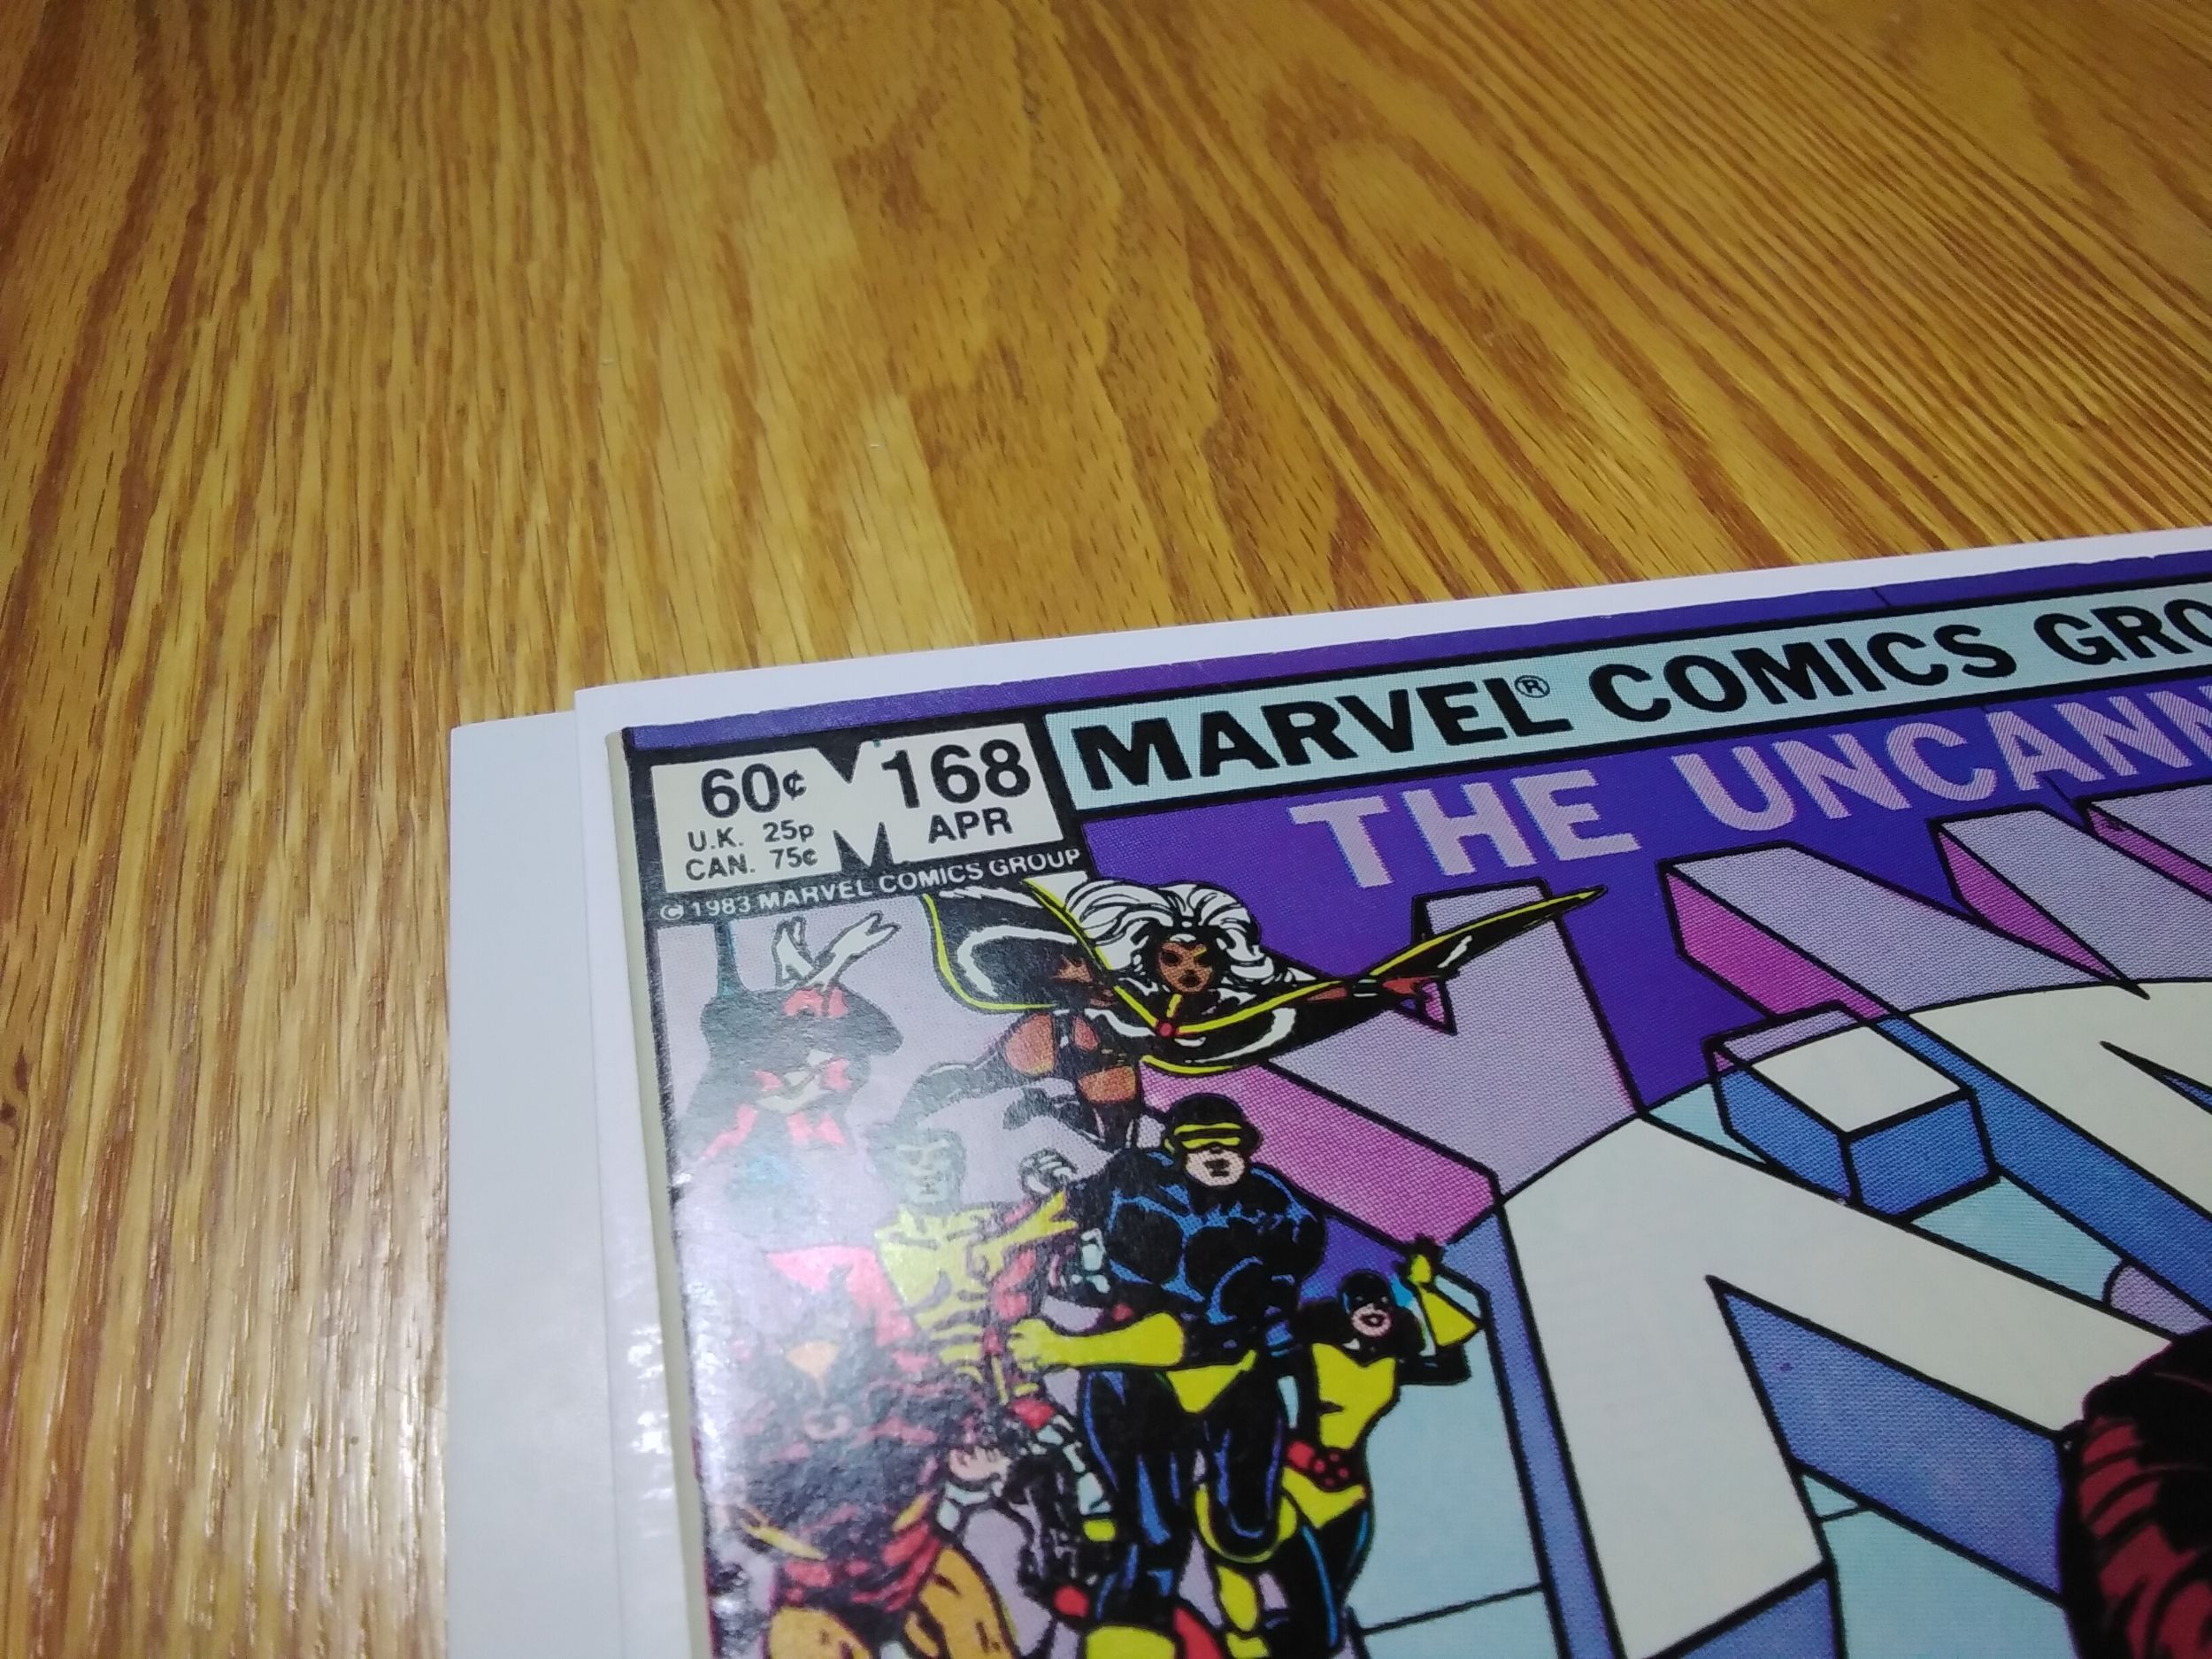 60¢
U.K. 25p
CAN. 75¢
168
APR
© 1983 MARVEL COMICS GROUP
MARVEL® COMICS GRO
THE UNCANN